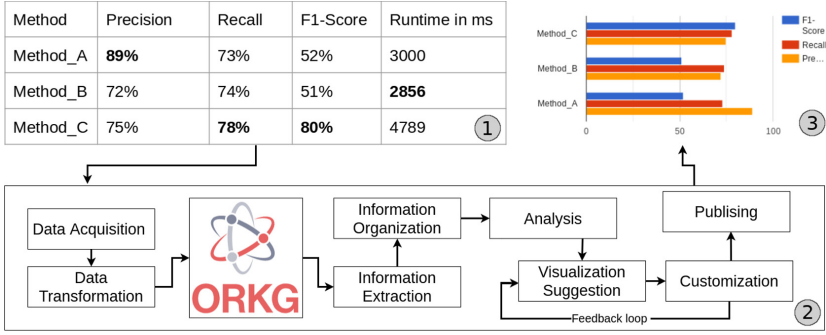 Method Precision Recall F1-Score Runtime in ms
Method_A 89% 73% 52% 3000
Method_B 72% 74% 51% 2856
Method_C 75% 78% 80% 4789
1
F1-
Score
Recall
Pre...
Method_C
Method_B
Method_A
0 50 100
3
Data Acquisition
Data
Transformation
ORKG
Information
Organization
Information
Extraction
Analysis
Visualization
Suggestion
Publising
Customization
Feedback loop
2